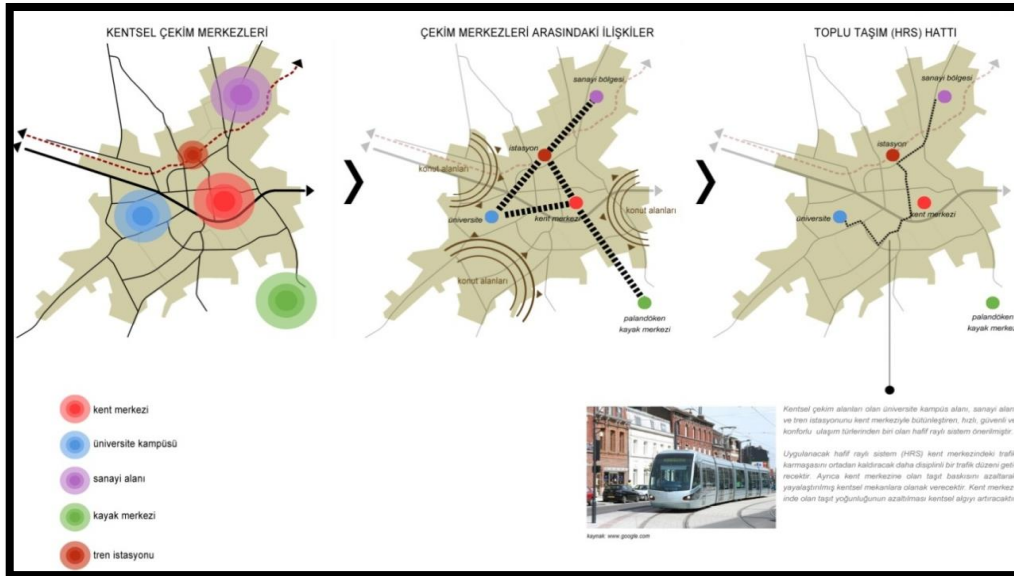 KENTSEL ÇEKİM MERKEZLERİ
ÇEKİM MERKEZLERİ ARASINDAKİ İLİŞKİLER
TOPLU TAŞIM (HRS) HATTI
sanayi bölgesi
istasyon
konut alanları
üniversite
kent merkezi
konut alanları
konut alanları
palandöken
kayak merkezi
sanayi bölgesi
istasyon
üniversite
kent merkezi
palandöken
kayak merkezi
kent merkezi
üniversite kampüsü
sanayi alanı
kayak merkezi
tren istasyonu
kaynak: www.google.com
Kentsel çekim alanları olan üniversite kampüs alanı, sanayi alanı
ve tren istasyonunu kent merkeziyle bütünleştiren, hızlı, güvenli ve
konforlu ulaşım türlerinden biri olan hafif raylı sistem önerilmiştir.
Uygulanacak hafif raylı sistem (HRS) kent merkezindeki trafik
karmaşasını ortadan kaldıracak daha disiplinli bir trafik düzeni geti-
recektir. Ayrıca kent merkezine olan taşıt baskısını azaltarak
yayalaştırılmış kentsel mekanlara olanak verecektir. Kent merkez-
inde olan taşıt yoğunluğunun azaltılması kentsel algıyı artıracaktır.